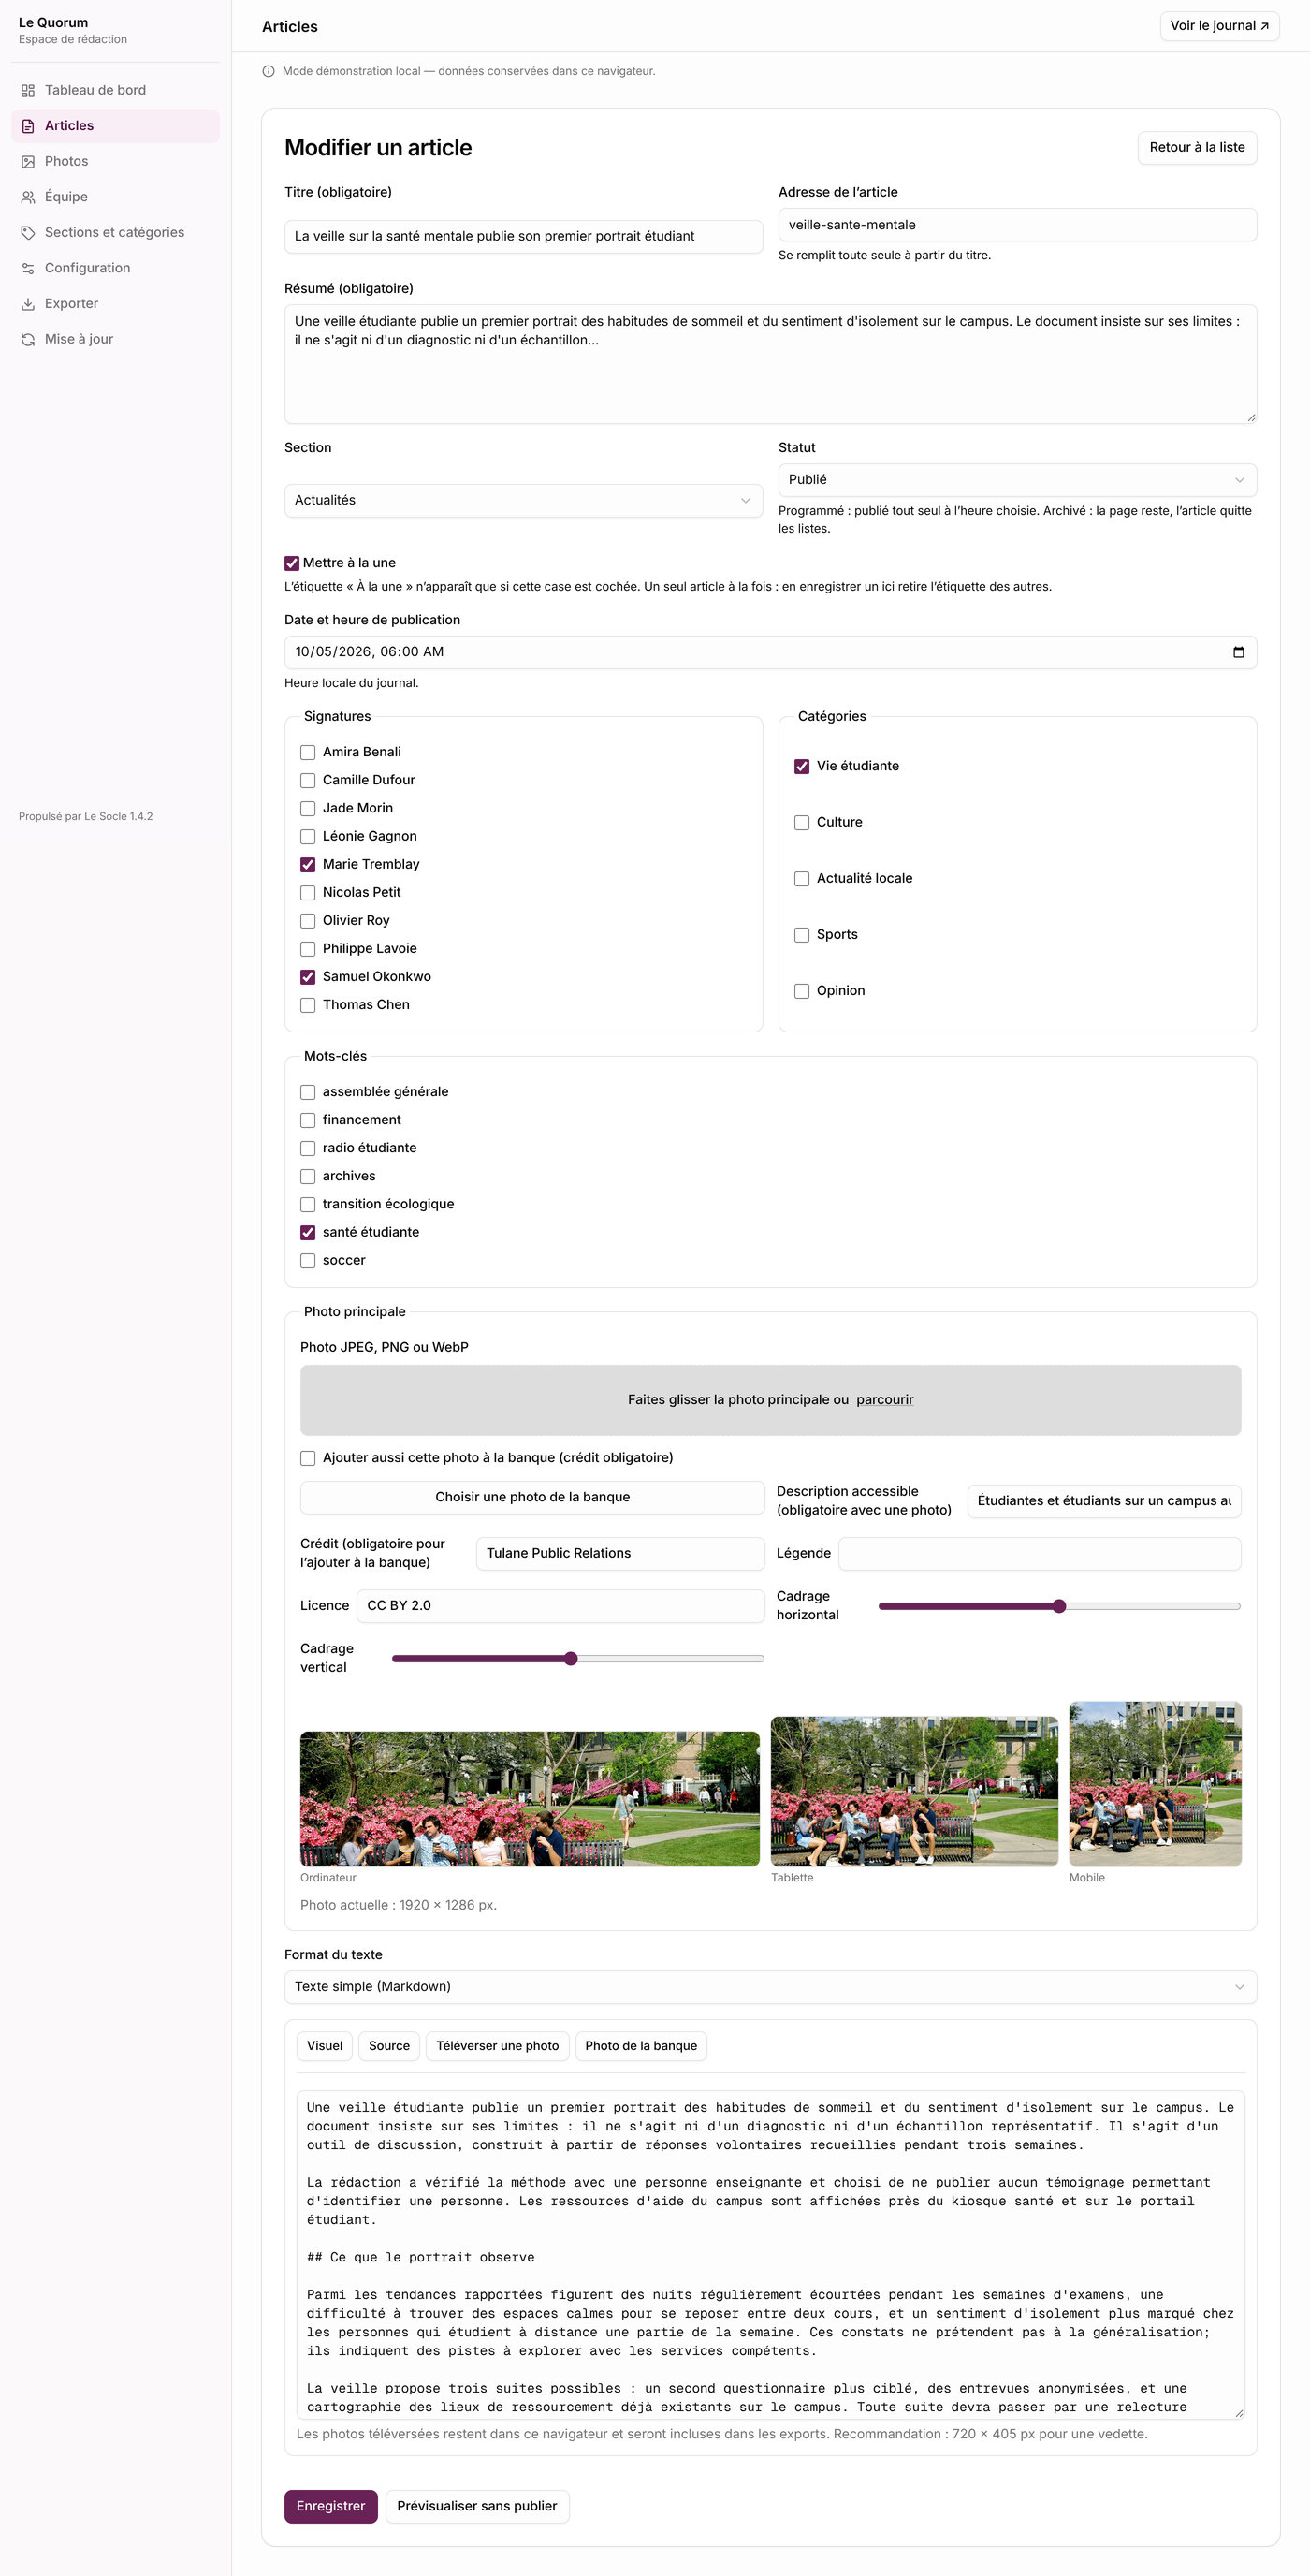 Le Quorum
Espace de rédaction
Tableau de bord
Articles
Photos
Équipe
Sections et catégories
Configuration
Exporter
Mise à jour
Propulsé par Le Socle 1.4.2
Articles
Voir le journal ↗
Mode démonstration local — données conservées dans ce navigateur.
Modifier un article
Retour à la liste
Titre (obligatoire)
La veille sur la santé mentale publie son premier portrait étudiant
Adresse de l’article
veille-sante-mentale
Se remplit toute seule à partir du titre.
Résumé (obligatoire)
Une veille étudiante publie un premier portrait des habitudes de sommeil et du sentiment d'isolement sur le campus. Le document insiste sur ses limites :
il ne s'agit ni d'un diagnostic ni d'un échantillon...
Section
Actualités
Statut
Publié
Programmé : publié tout seul à l’heure choisie. Archivé : la page reste, l’article quitte
les listes.
Mettre à la une
L’étiquette « À la une » n’apparaît que si cette case est cochée. Un seul article à la fois : en enregistrer un ici retire l’étiquette des autres.
Date et heure de publication
10/05/2026, 06:00 AM
Heure locale du journal.
Signatures
Amira Benali
Camille Dufour
Jade Morin
Léonie Gagnon
Marie Tremblay
Nicolas Petit
Olivier Roy
Philippe Lavoie
Samuel Okonkwo
Thomas Chen
Catégories
Vie étudiante
Culture
Actualité locale
Sports
Opinion
Mots-clés
assemblée générale
financement
radio étudiante
archives
transition écologique
santé étudiante
soccer
Photo principale
Photo JPEG, PNG ou WebP
Faites glisser la photo principale ou parcourir
Ajouter aussi cette photo à la banque (crédit obligatoire)
Choisir une photo de la banque
Description accessible
(obligatoire avec une photo)
Étudiantes et étudiants sur un campus au
Crédit (obligatoire pour
l’ajouter à la banque)
Tulane Public Relations
Légende
Licence
CC BY 2.0
Cadrage
horizontal
Cadrage
vertical
Ordinateur
Tablette
Mobile
Photo actuelle : 1920 × 1286 px.
Format du texte
Texte simple (Markdown)
Visuel
Source
Téléverser une photo
Photo de la banque
Une veille étudiante publie un premier portrait des habitudes de sommeil et du sentiment d'isolement sur le campus. Le
document insiste sur ses limites : il ne s'agit ni d'un diagnostic ni d'un échantillon représentatif. Il s'agit d'un
outil de discussion, construit à partir de réponses volontaires recueillies pendant trois semaines.
La rédaction a vérifié la méthode avec une personne enseignante et choisi de ne publier aucun témoignage permettant
d'identifier une personne. Les ressources d'aide du campus sont affichées près du kiosque santé et sur le portail
étudiant.
## Ce que le portrait observe
Parmi les tendances rapportées figurent des nuits régulièrement écourtées pendant les semaines d'examens, une
difficulté à trouver des espaces calmes pour se reposer entre deux cours, et un sentiment d'isolement plus marqué chez
les personnes qui étudient à distance une partie de la semaine. Ces constats ne prétendent pas à la généralisation;
ils indiquent des pistes à explorer avec les services compétents.
La veille propose trois suites possibles : un second questionnaire plus ciblé, des entrevues anonymisées, et une
cartographie des lieux de ressourcement déjà existants sur le campus. Toute suite devra passer par une relecture
Les photos téléversées restent dans ce navigateur et seront incluses dans les exports. Recommandation : 720 × 405 px pour une vedette.
Enregistrer
Prévisualiser sans publier